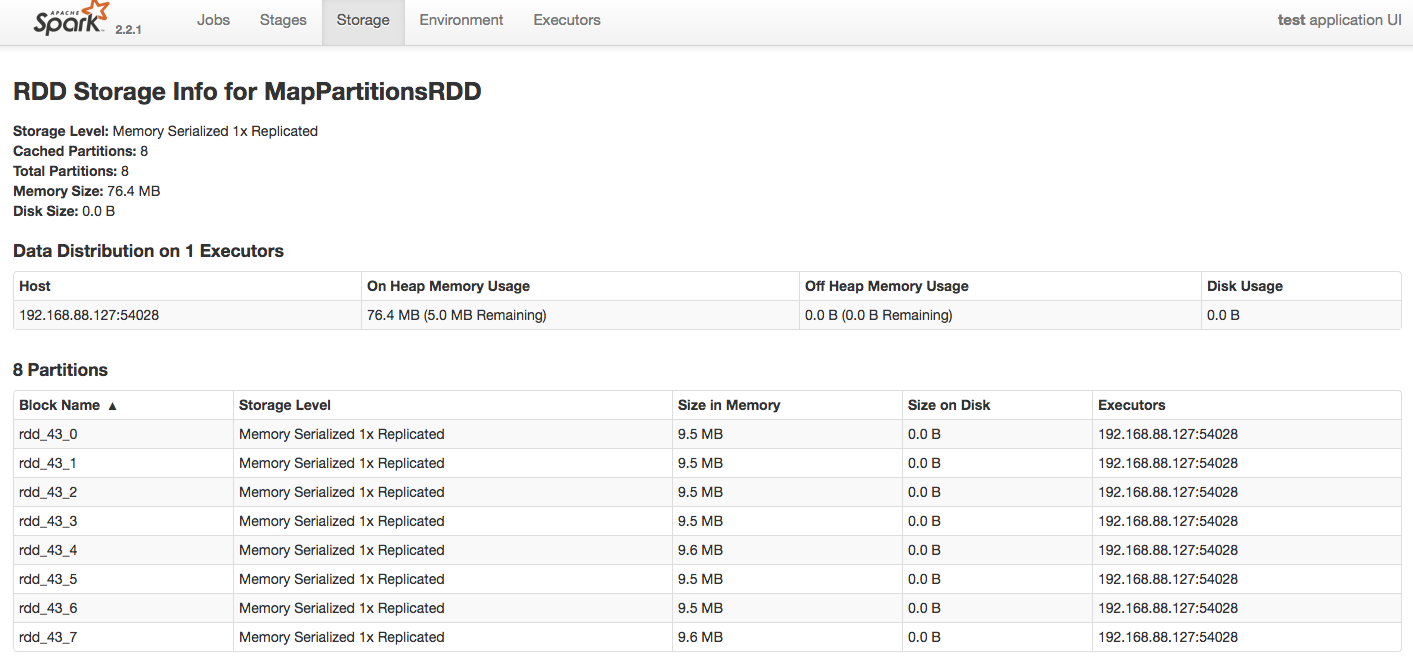 APACHE
Spark 2.2.1 Jobs Stages Storage Environment Executors test application UI
RDD Storage Info for MapPartitionsRDD
Storage Level: Memory Serialized 1x Replicated
Cached Partitions: 8
Total Partitions: 8
Memory Size: 76.4 MB
Disk Size: 0.0 B
Data Distribution on 1 Executors
Host On Heap Memory Usage Off Heap Memory Usage Disk Usage
192.168.88.127:54028 76.4 MB (5.0 MB Remaining) 0.0 B (0.0 B Remaining) 0.0 B
8 Partitions
Block Name ▲ Storage Level Size in Memory Size on Disk Executors
rdd_43_0 Memory Serialized 1x Replicated 9.5 MB 0.0 B 192.168.88.127:54028
rdd_43_1 Memory Serialized 1x Replicated 9.5 MB 0.0 B 192.168.88.127:54028
rdd_43_2 Memory Serialized 1x Replicated 9.5 MB 0.0 B 192.168.88.127:54028
rdd_43_3 Memory Serialized 1x Replicated 9.5 MB 0.0 B 192.168.88.127:54028
rdd_43_4 Memory Serialized 1x Replicated 9.6 MB 0.0 B 192.168.88.127:54028
rdd_43_5 Memory Serialized 1x Replicated 9.5 MB 0.0 B 192.168.88.127:54028
rdd_43_6 Memory Serialized 1x Replicated 9.5 MB 0.0 B 192.168.88.127:54028
rdd_43_7 Memory Serialized 1x Replicated 9.6 MB 0.0 B 192.168.88.127:54028